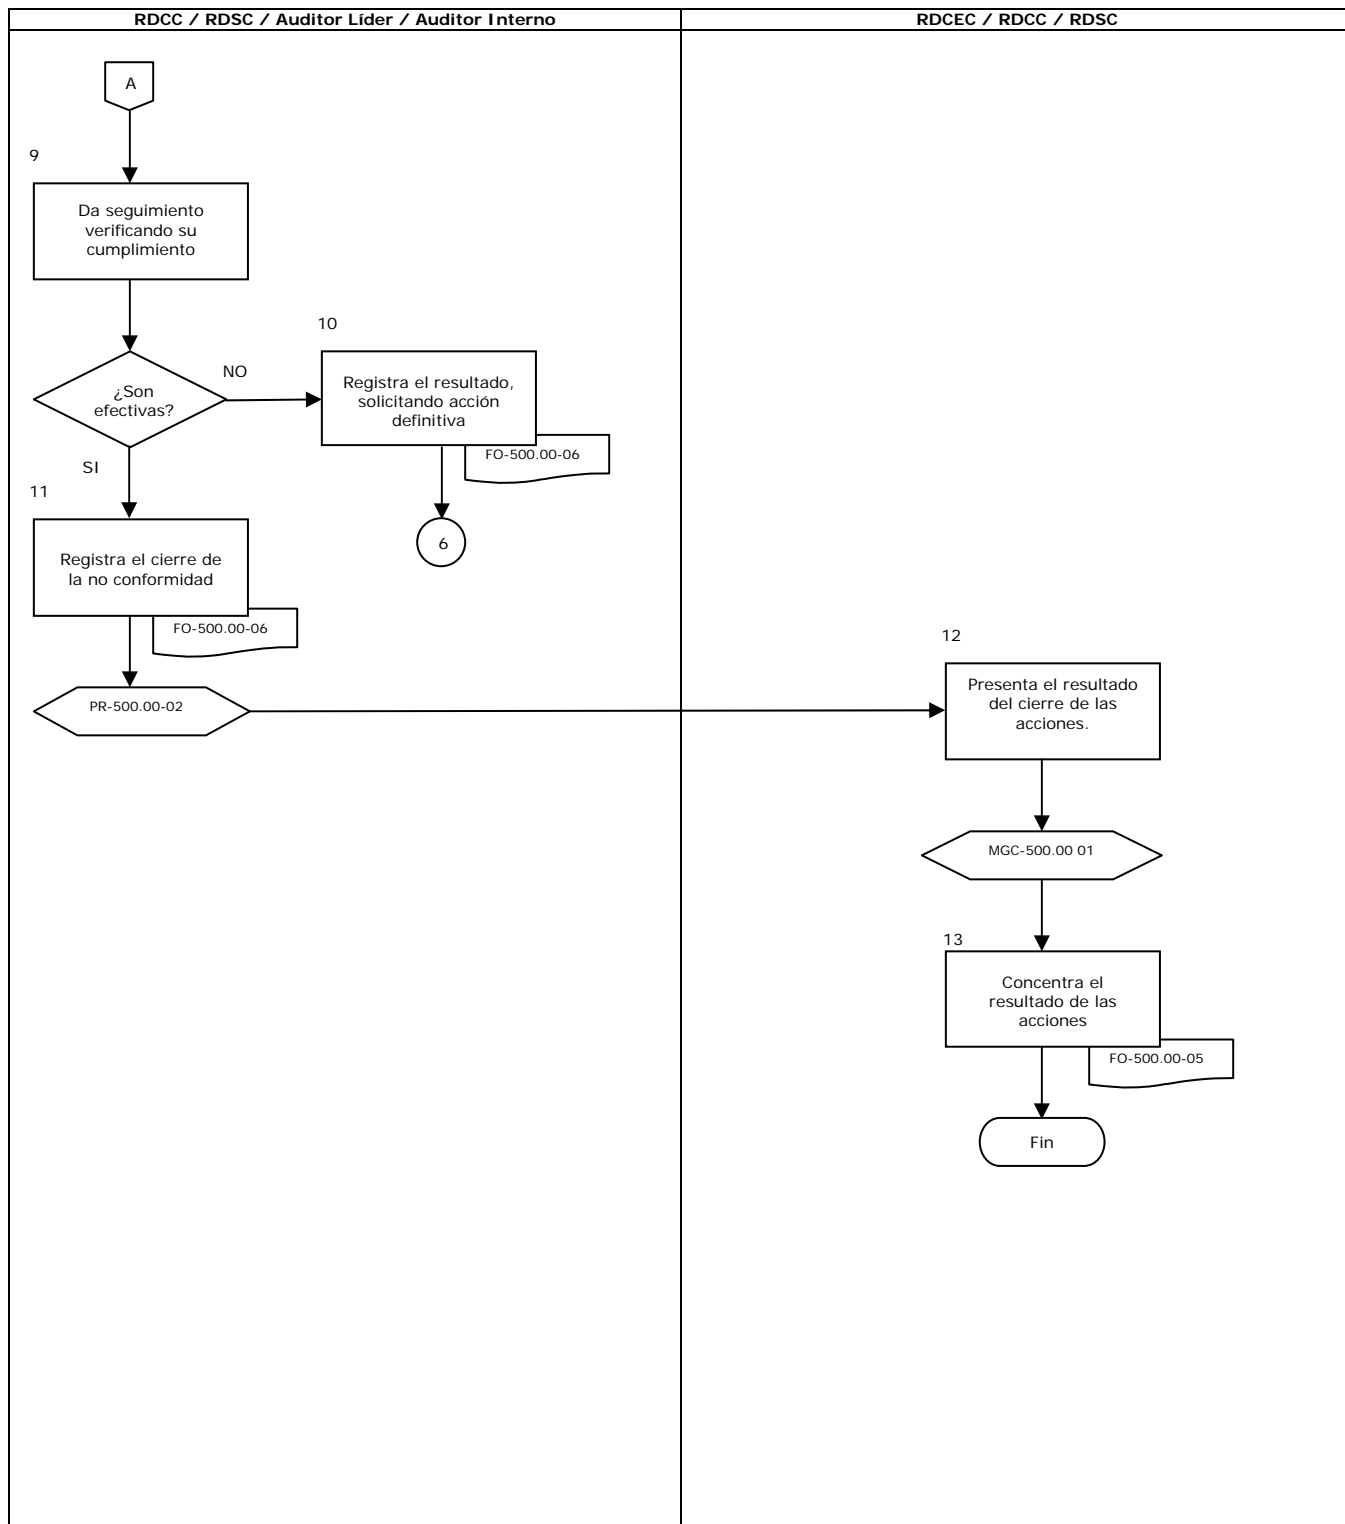 RDCC / RDSC / Auditor Líder / Auditor Interno
RDCEC / RDCC / RDSC
A
9
Da seguimiento
verificando su
cumplimiento
10
¿Son
efectivas?
NO
Registra el resultado,
solicitando acción
definitiva
FO-500.00-06
SI
6
11
Registra el cierre de
la no conformidad
FO-500.00-06
PR-500.00-02
12
Presenta el resultado
del cierre de las
acciones.
MGC-500.00 01
13
Concentra el
resultado de las
acciones
FO-500.00-05
Fin